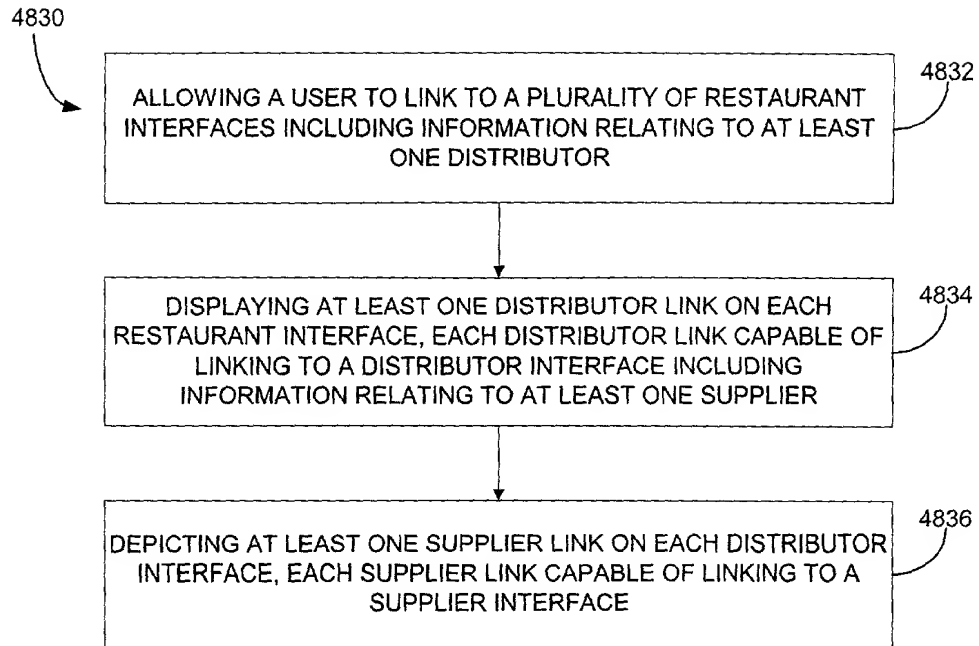 4830
ALLOWING A USER TO LINK TO A PLURALITY OF RESTAURANT
INTERFACES INCLUDING INFORMATION RELATING TO AT LEAST
ONE DISTRIBUTOR
4832
DISPLAYING AT LEAST ONE DISTRIBUTOR LINK ON EACH
RESTAURANT INTERFACE, EACH DISTRIBUTOR LINK CAPABLE OF
LINKING TO A DISTRIBUTOR INTERFACE INCLUDING
INFORMATION RELATING TO AT LEAST ONE SUPPLIER
4834
DEPICTING AT LEAST ONE SUPPLIER LINK ON EACH DISTRIBUTOR
INTERFACE, EACH SUPPLIER LINK CAPABLE OF LINKING TO A
SUPPLIER INTERFACE
4836